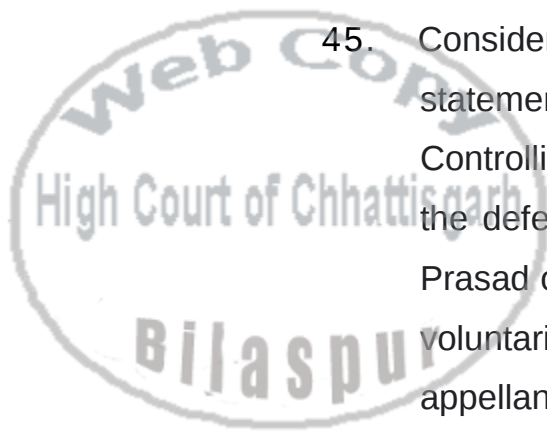 Web Copy
High Court of Chhattisgarh
Bilaspur
45. Consider
statemen
Controlli
the defe
Prasad
voluntari
appellan